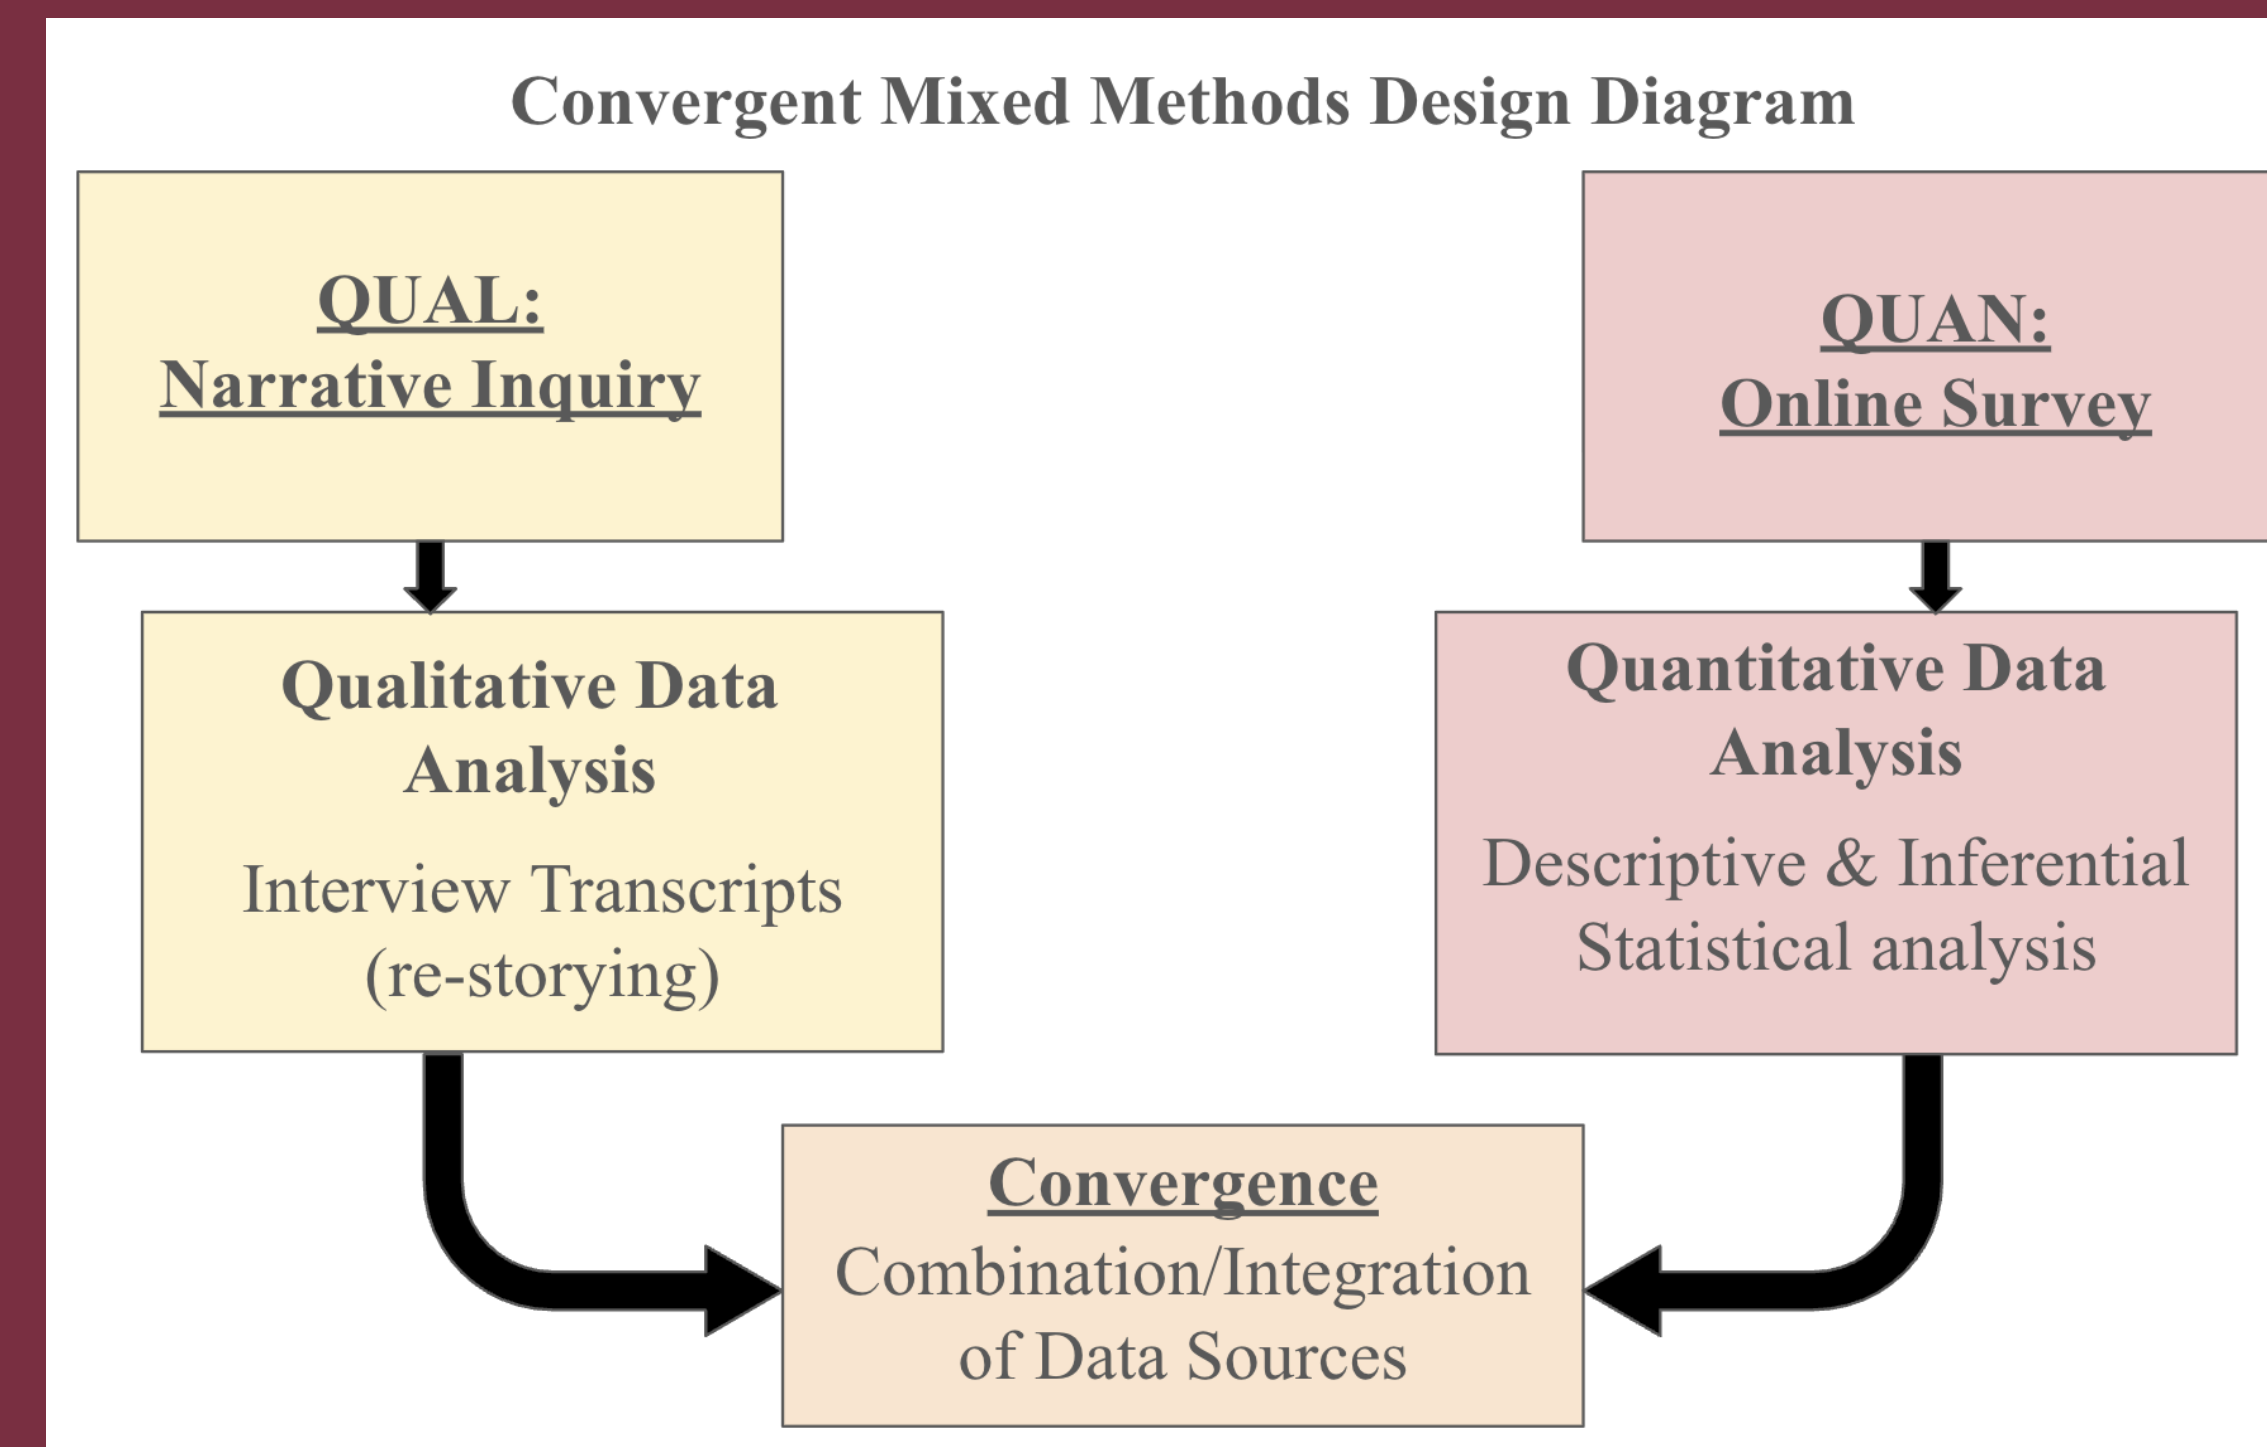 Convergent Mixed Methods Design Diagram
QUAL:
Narrative Inquiry
QUAN:
Online Survey
Qualitative Data
Analysis
Interview Transcripts
(re-storying)
Quantitative Data
Analysis
Descriptive & Inferential
Statistical analysis
Convergence
Combination/Integration
of Data Sources